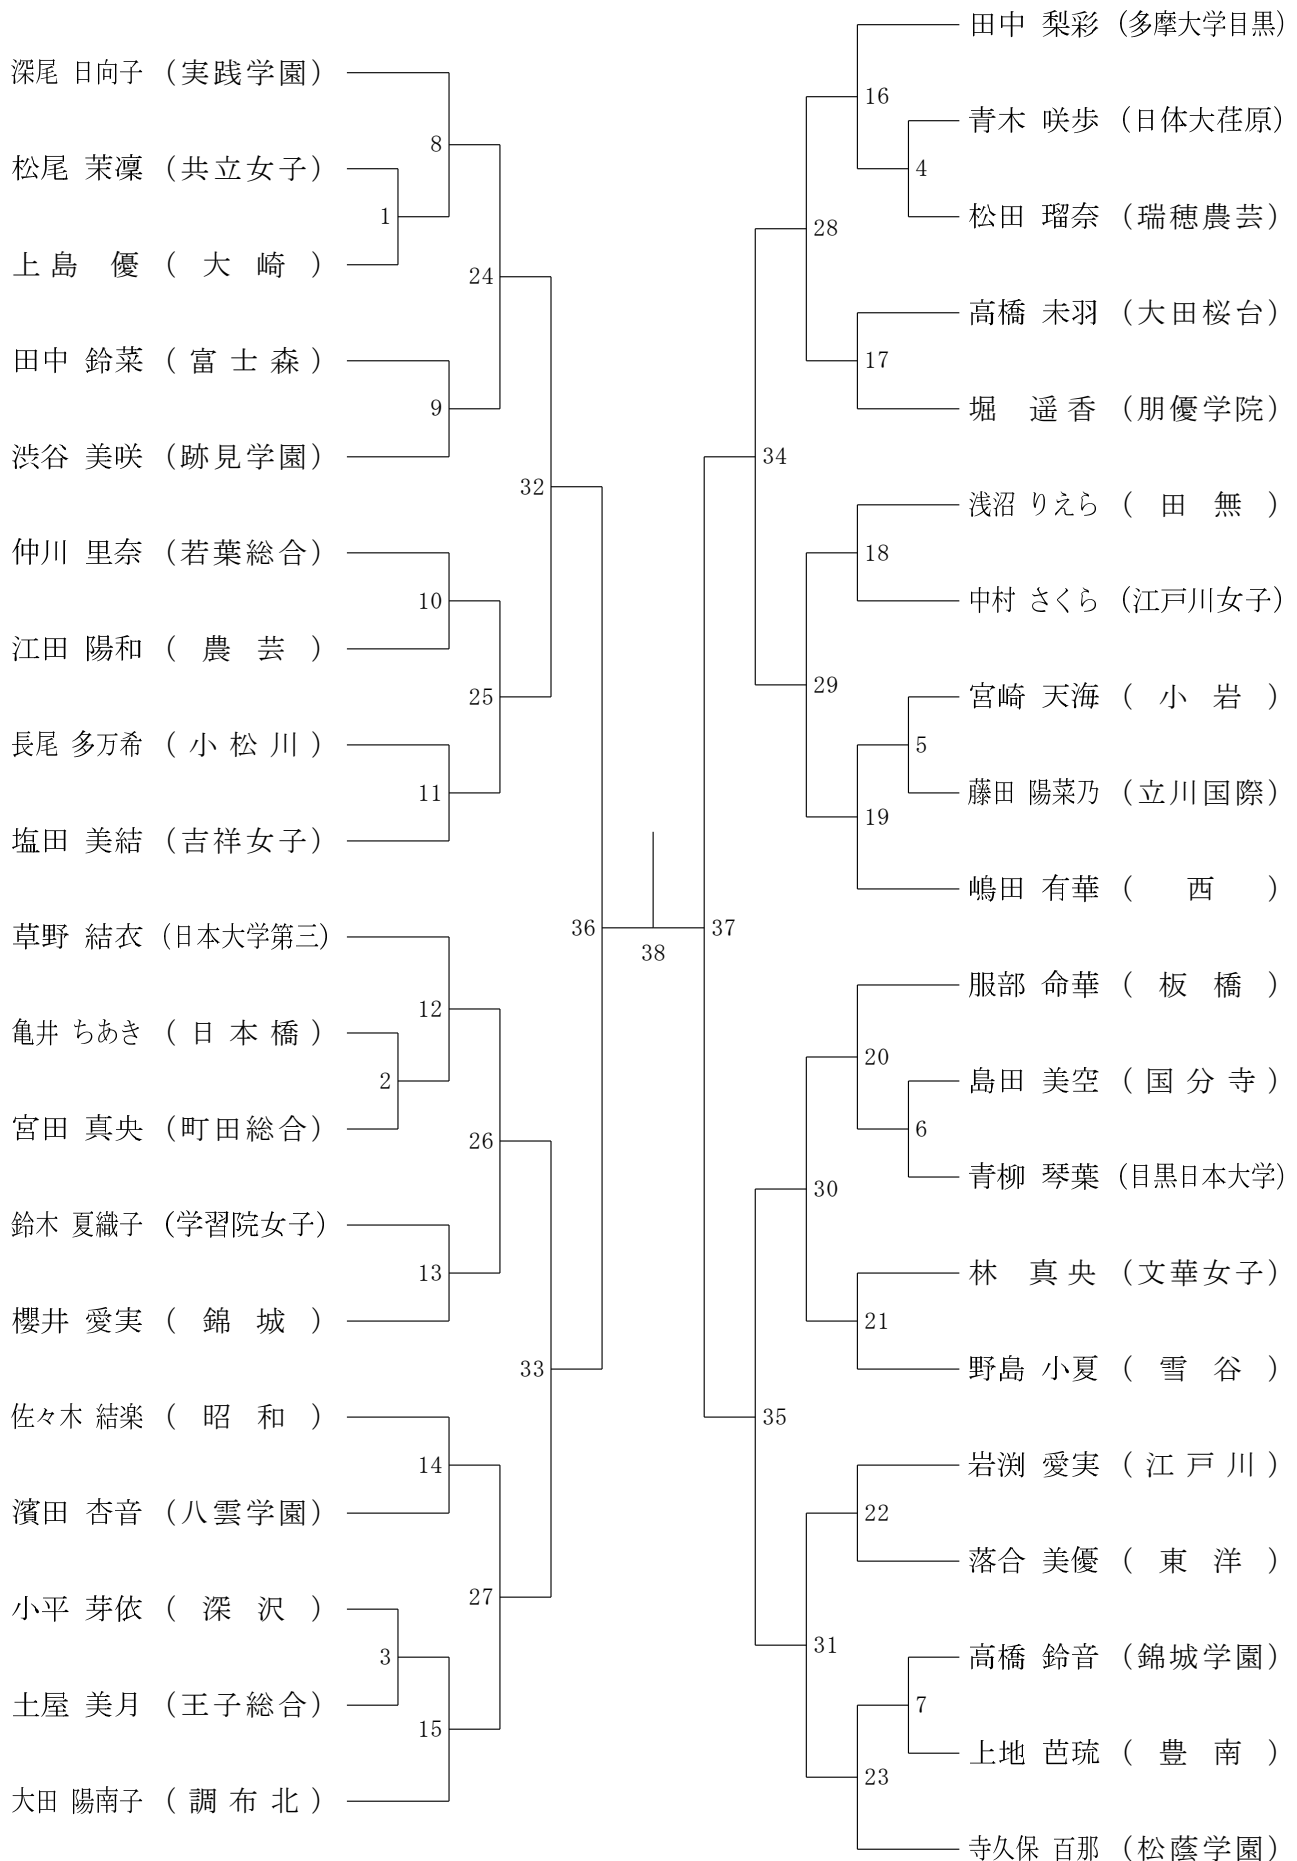 深尾 日向子 (実践学園)
8
松尾 茉凜 (共立女子)
1
上島 優 (大崎)
24
田中 鈴菜 (富士森)
9
渋谷 美咲 (跡見学園)
32
仲川 里奈 (若葉総合)
10
江田 陽和 (農芸)
25
長尾 多万希 (小松川)
11
塩田 美結 (吉祥女子)
36
草野 結衣 (日本大学第三)
12
亀井 ちあき (日本橋)
2
宮田 真央 (町田総合)
26
鈴木 夏織子 (学習院女子)
13
櫻井 愛実 (錦城)
33
佐々木 結楽 (昭和)
14
濱田 杏音 (八雲学園)
27
小平 芽依 (深沢)
3
土屋 美月 (王子総合)
15
大田 陽南子 (調布北)
38
田中 梨彩 (多摩大学目黒)
16
青木 咲歩 (日体大荏原)
4
松田 瑠奈 (瑞穂農芸)
28
高橋 未羽 (大田桜台)
17
堀 遥香 (朋優学院)
34
浅沼 りえら (田無)
18
中村 さくら (江戸川女子)
29
宮崎 天海 (小岩)
5
藤田 陽菜乃 (立川国際)
19
嶋田 有華 (西)
37
服部 命華 (板橋)
20
島田 美空 (国分寺)
6
青柳 琴葉 (目黒日本大学)
30
林 真央 (文華女子)
21
野島 小夏 (雪谷)
35
岩渕 愛実 (江戸川)
22
落合 美優 (東洋)
31
高橋 鈴音 (錦城学園)
7
上地 芭琉 (豊南)
23
寺久保 百那 (松蔭学園)